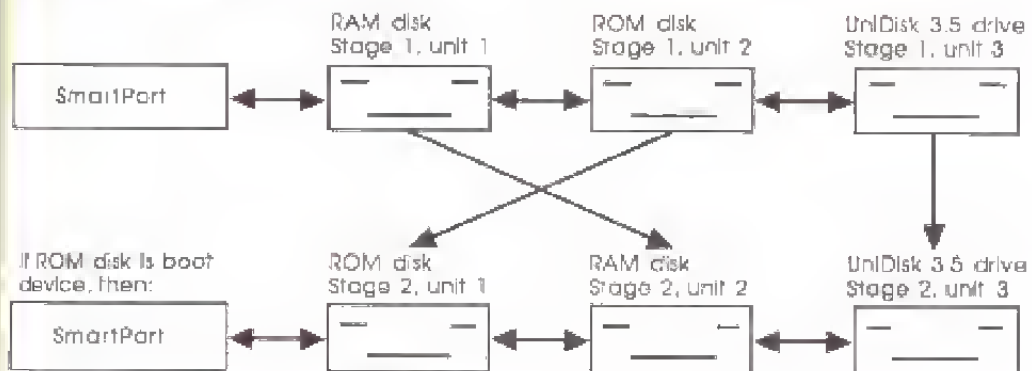 RAM disk
Stage 1, unit 1
ROM disk
Stage 1, unit 2
UniDisk 3.5 drive
Stage 1, unit 3
SmartPort
If ROM disk is boot
device, then:
ROM disk
Stage 2, unit 1
RAM disk
Stage 2, unit 2
UniDisk 3.5 drive
Stage 2, unit 3
SmartPort